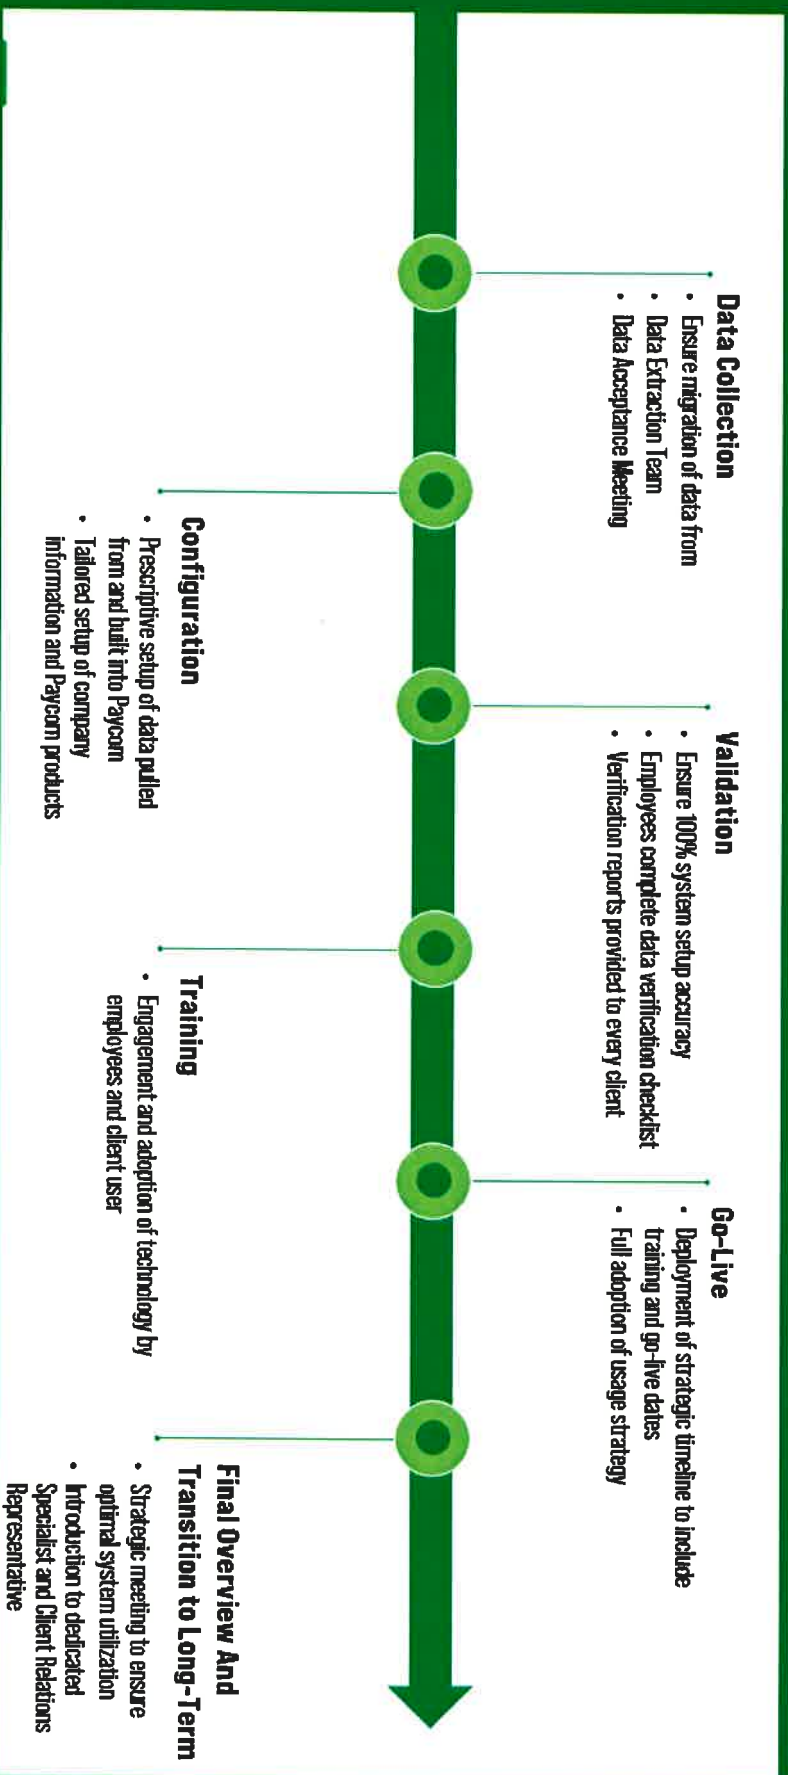 Data Collection
• Ensure migration of data from
• Data Extraction Team
• Data Acceptance Meeting
Configuration
• Prescriptive setup of data pulled
from and built into Paycom
• Tailored setup of company
information and Paycom products
Validation
• Ensure 100% system setup accuracy
• Employees complete data verification checklist
• Verification reports provided to every client
Training
• Engagement and adoption of technology by
employees and client user
Go-Live
• Deployment of strategic timeline to include
training and go-live dates
• Full adoption of usage strategy
Final Overview And
Transition to Long-Term
• Strategic meeting to ensure
optimal system utilization
• Introduction to dedicated
Specialist and Client Relations
Representative